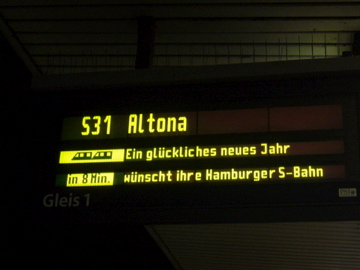 S31 Altona
Ein glückliches neues Jahr
in 8 Min. wünscht ihre Hamburger S-Bahn
Gleis 1